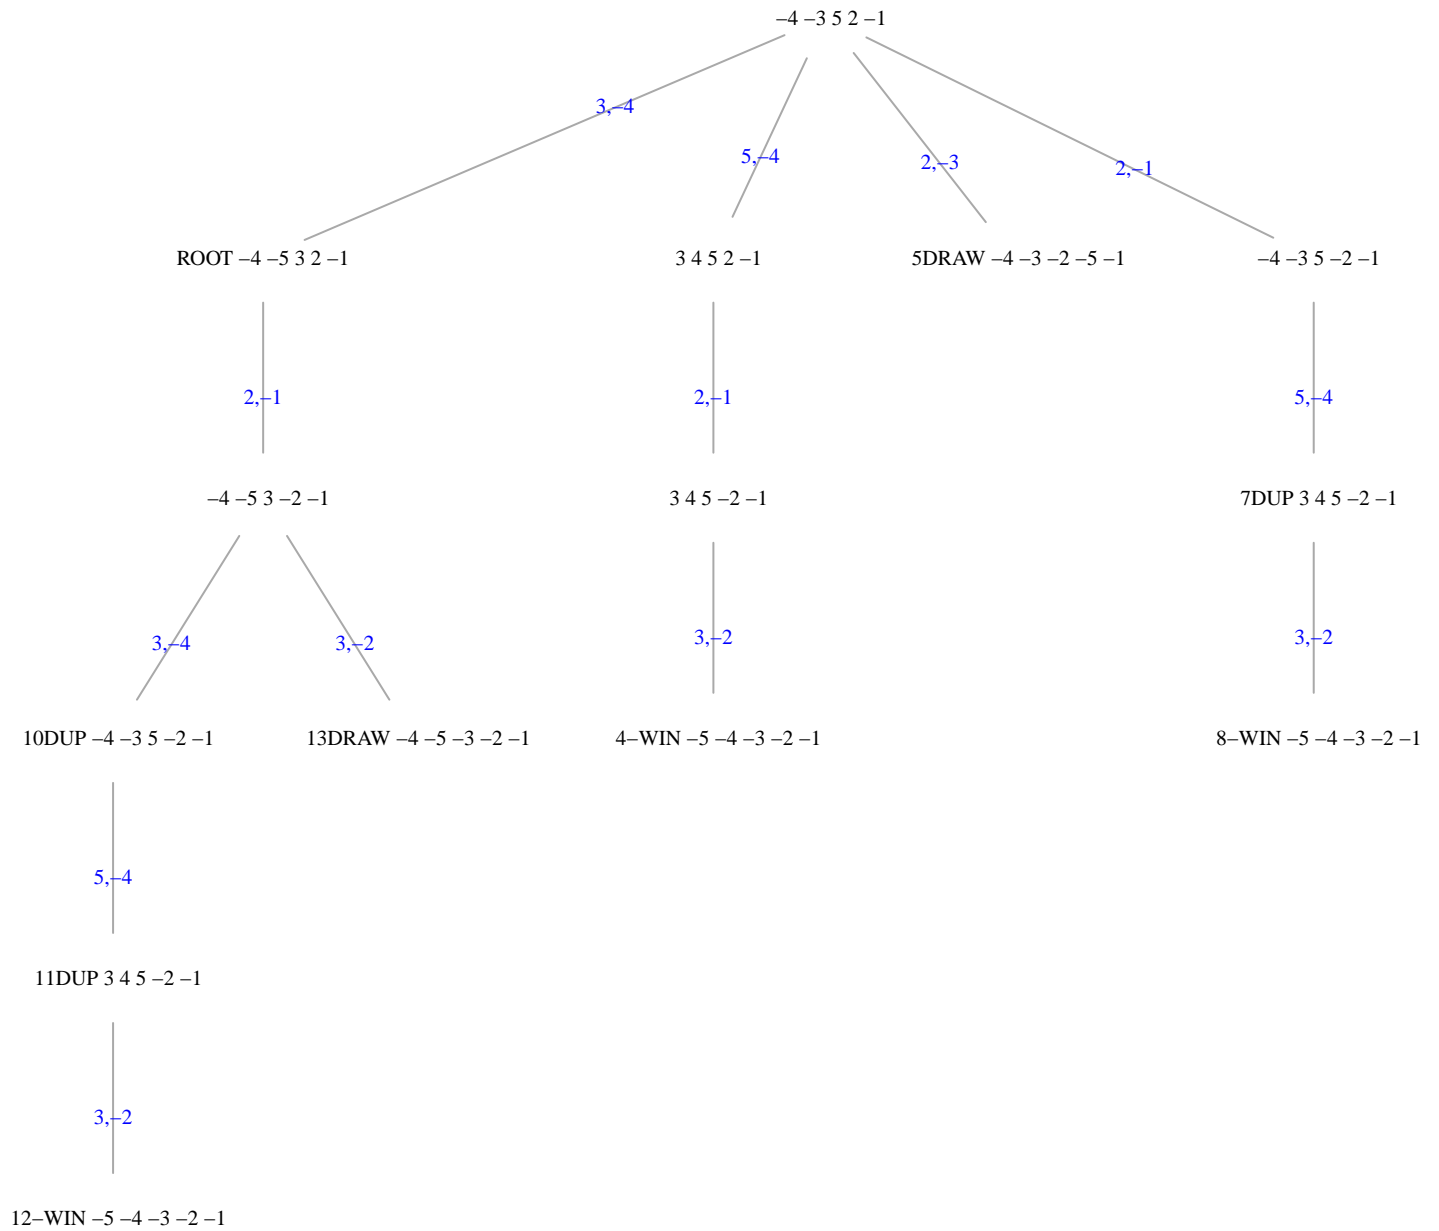 −4 −3 5 2 −1
3,−4
5,−4
2,−3
2,−1
ROOT −4 −5 3 2 −1
3 4 5 2 −1
5DRAW −4 −3 −2 −5 −1
−4 −3 5 −2 −1
2,−1
2,−1
5,−4
−4 −5 3 −2 −1
3 4 5 −2 −1
7DUP 3 4 5 −2 −1
3,−4
3,−2
3,−2
3,−2
10DUP −4 −3 5 −2 −1
13DRAW −4 −5 −3 −2 −1
4−WIN −5 −4 −3 −2 −1
8−WIN −5 −4 −3 −2 −1
5,−4
11DUP 3 4 5 −2 −1
3,−2
12−WIN −5 −4 −3 −2 −1